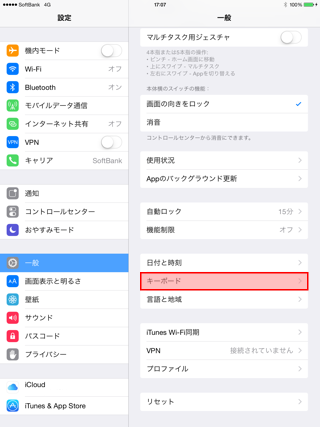 SoftBank 4G 17:07 100%
設定
機内モード
Wi-Fi オフ
Bluetooth オン
モバイルデータ通信
インターネット共有 オフ
VPN VPN
キャリア SoftBank
通知
コントロールセンター
おやすみモード
一般
AA 画面表示と明るさ
壁紙
サウンド
パスコード
プライバシー
iCloud
iTunes & App Store
一般
マルチタスク用ジェスチャ
4本指または5本指の操作:
• ピンチ - ホーム画面に移動
• 上にスワイプ - マルチタスク
• 左右にスワイプ - Appを切り替える
本体横のスイッチの機能：
画面の向きをロック
消音
コントロールセンターから消音にできます。
使用状況
Appのバックグラウンド更新
自動ロック 15分
機能制限 オフ
日付と時刻
キーボード
言語と地域
iTunes Wi-Fi同期
VPN 接続されていません
プロファイル
リセット